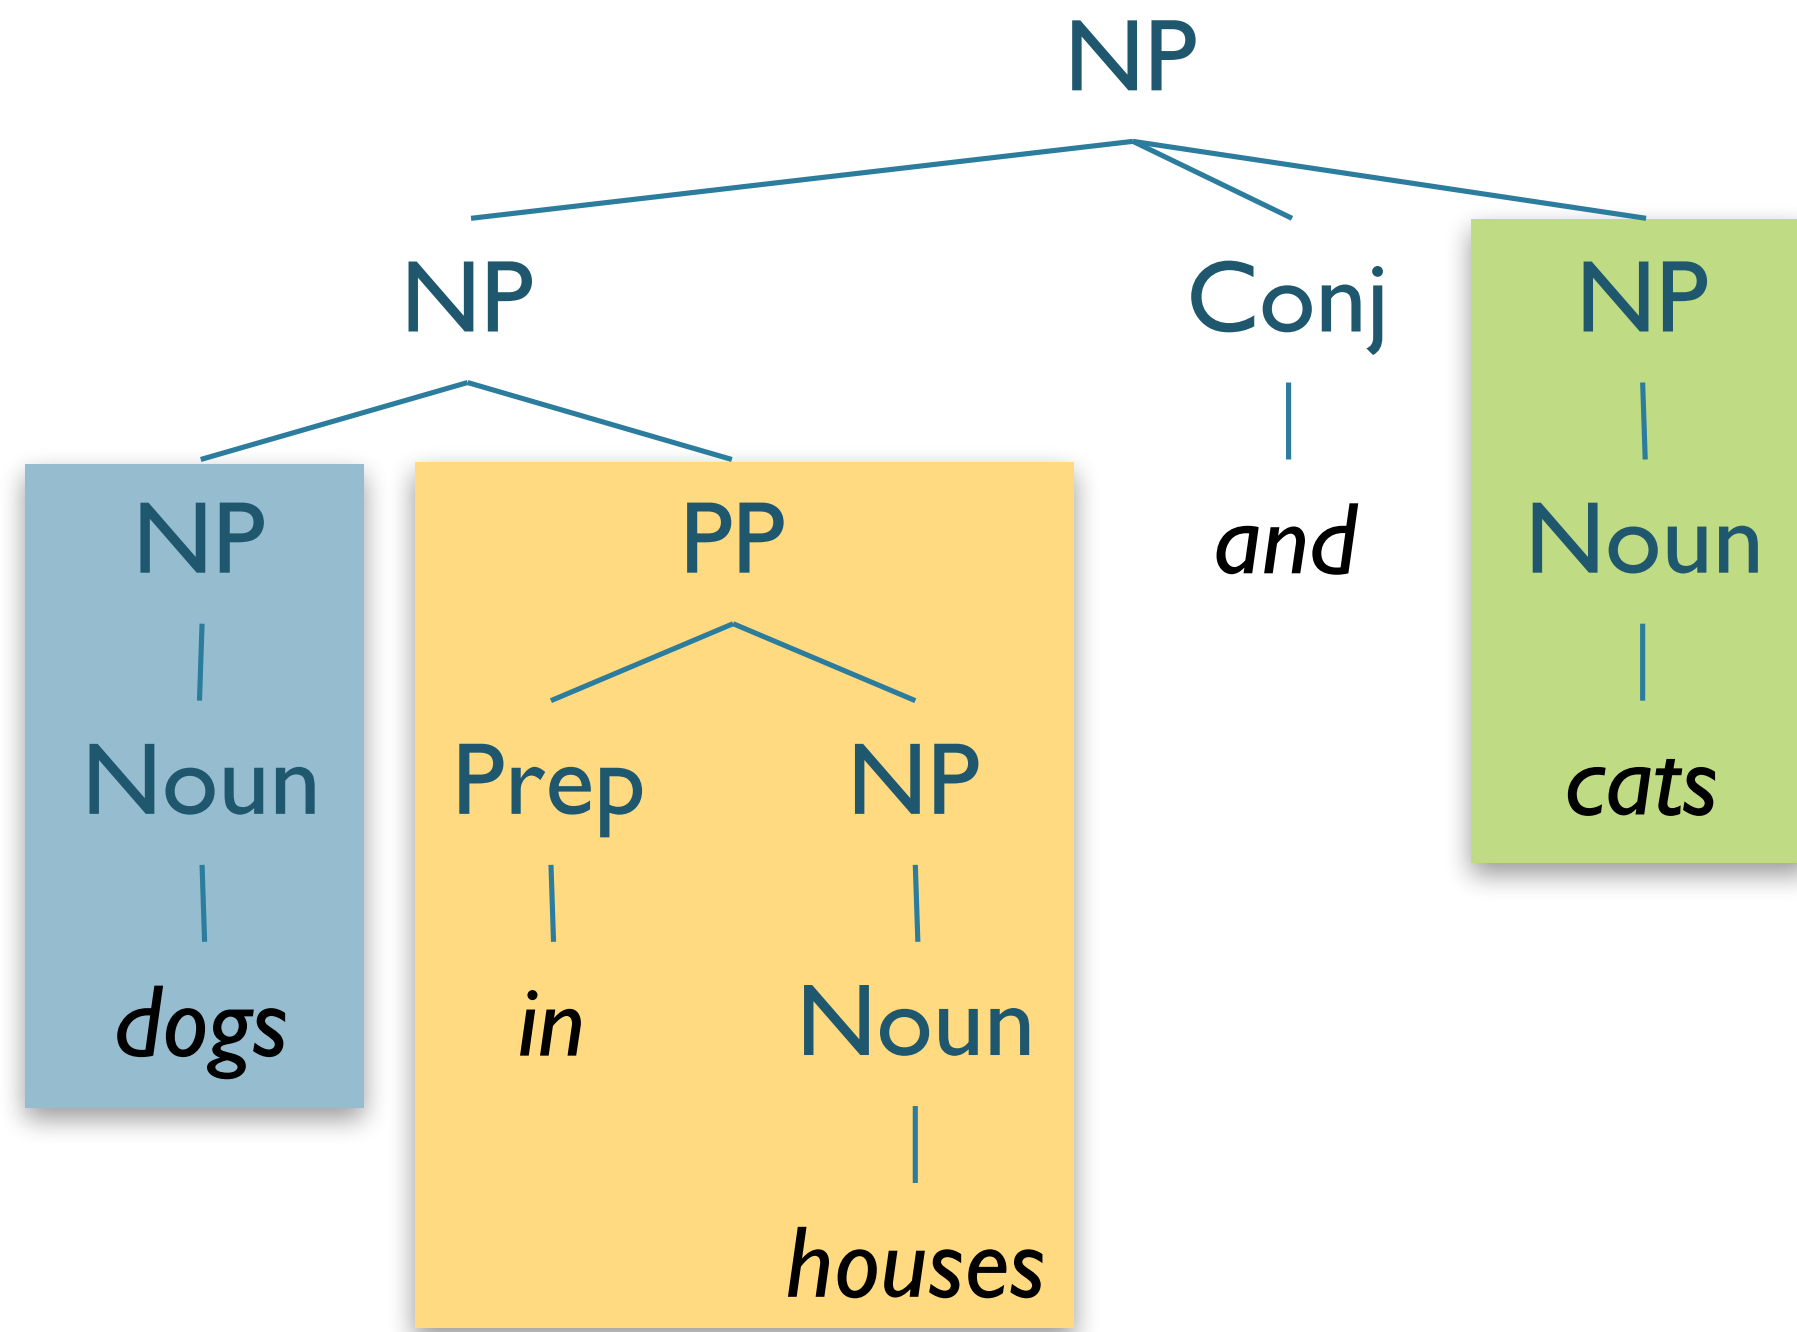 NP
NP Conj NP
NP PP and Noun
Noun Prep NP cats
dogs in Noun
houses